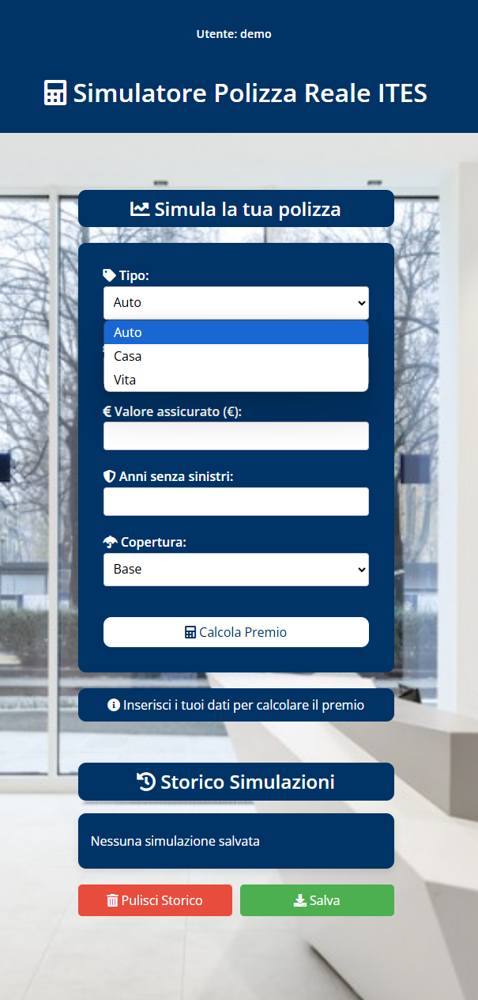 Utente: demo
Simulatore Polizza Reale ITES
Simula la tua polizza
Tipo:
Auto
Auto
Casa
Vita
Valore assicurato (€):
Anni senza sinistri:
Copertura:
Base
Calcola Premio
Inserisci i tuoi dati per calcolare il premio
Storico Simulazioni
Nessuna simulazione salvata
Pulisci Storico
Salva